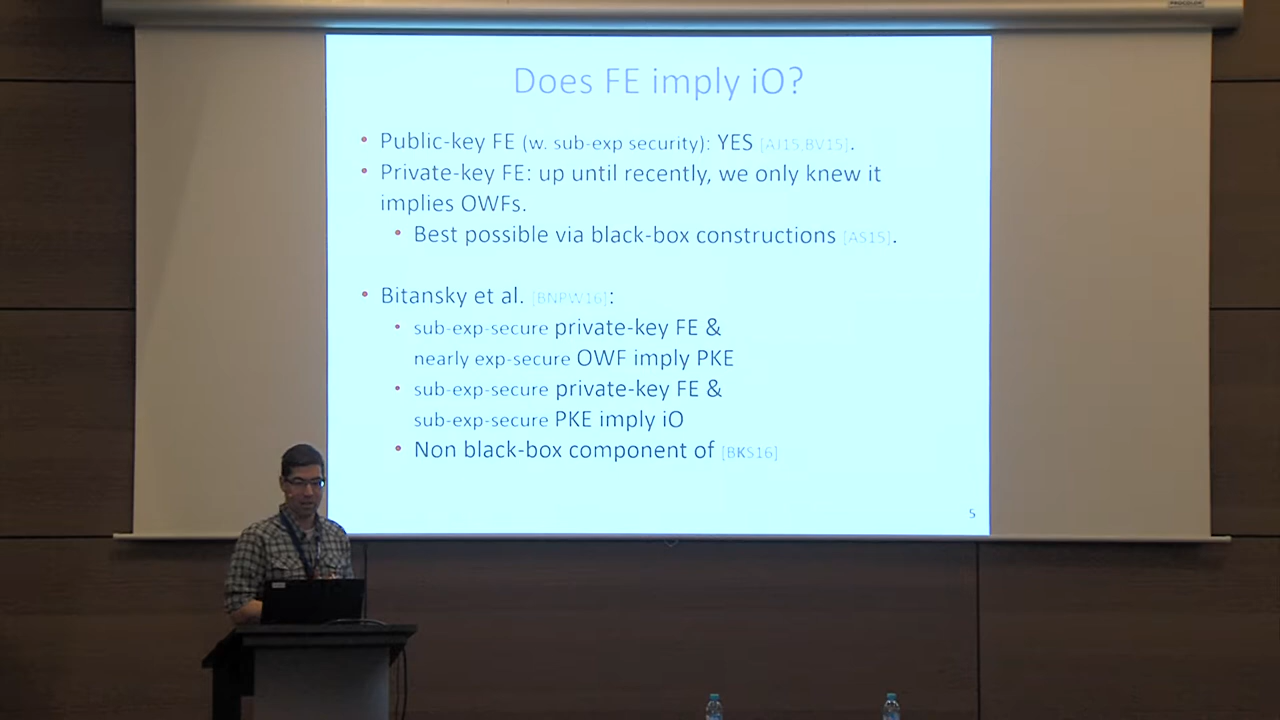 Does FE imply iO?
• Public-key FE (w. sub-exp security): YES [AJ15,BV15].
• Private-key FE: up until recently, we only knew it
implies OWFs.
• Best possible via black-box constructions [AS15].
• Bitansky et al. [BNPW16]:
• sub-exp-secure private-key FE &
nearly exp-secure OWF imply PKE
• sub-exp-secure private-key FE &
sub-exp-secure PKE imply iO
• Non black-box component of [BKS16]
5